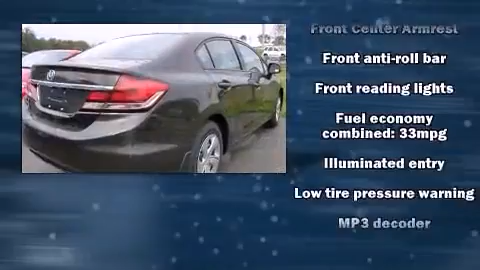 Front Center Armrest
Front anti-roll bar
Front reading lights
Fuel economy
combined: 33mpg
Illuminated entry
Low tire pressure warning
MP3 decoder